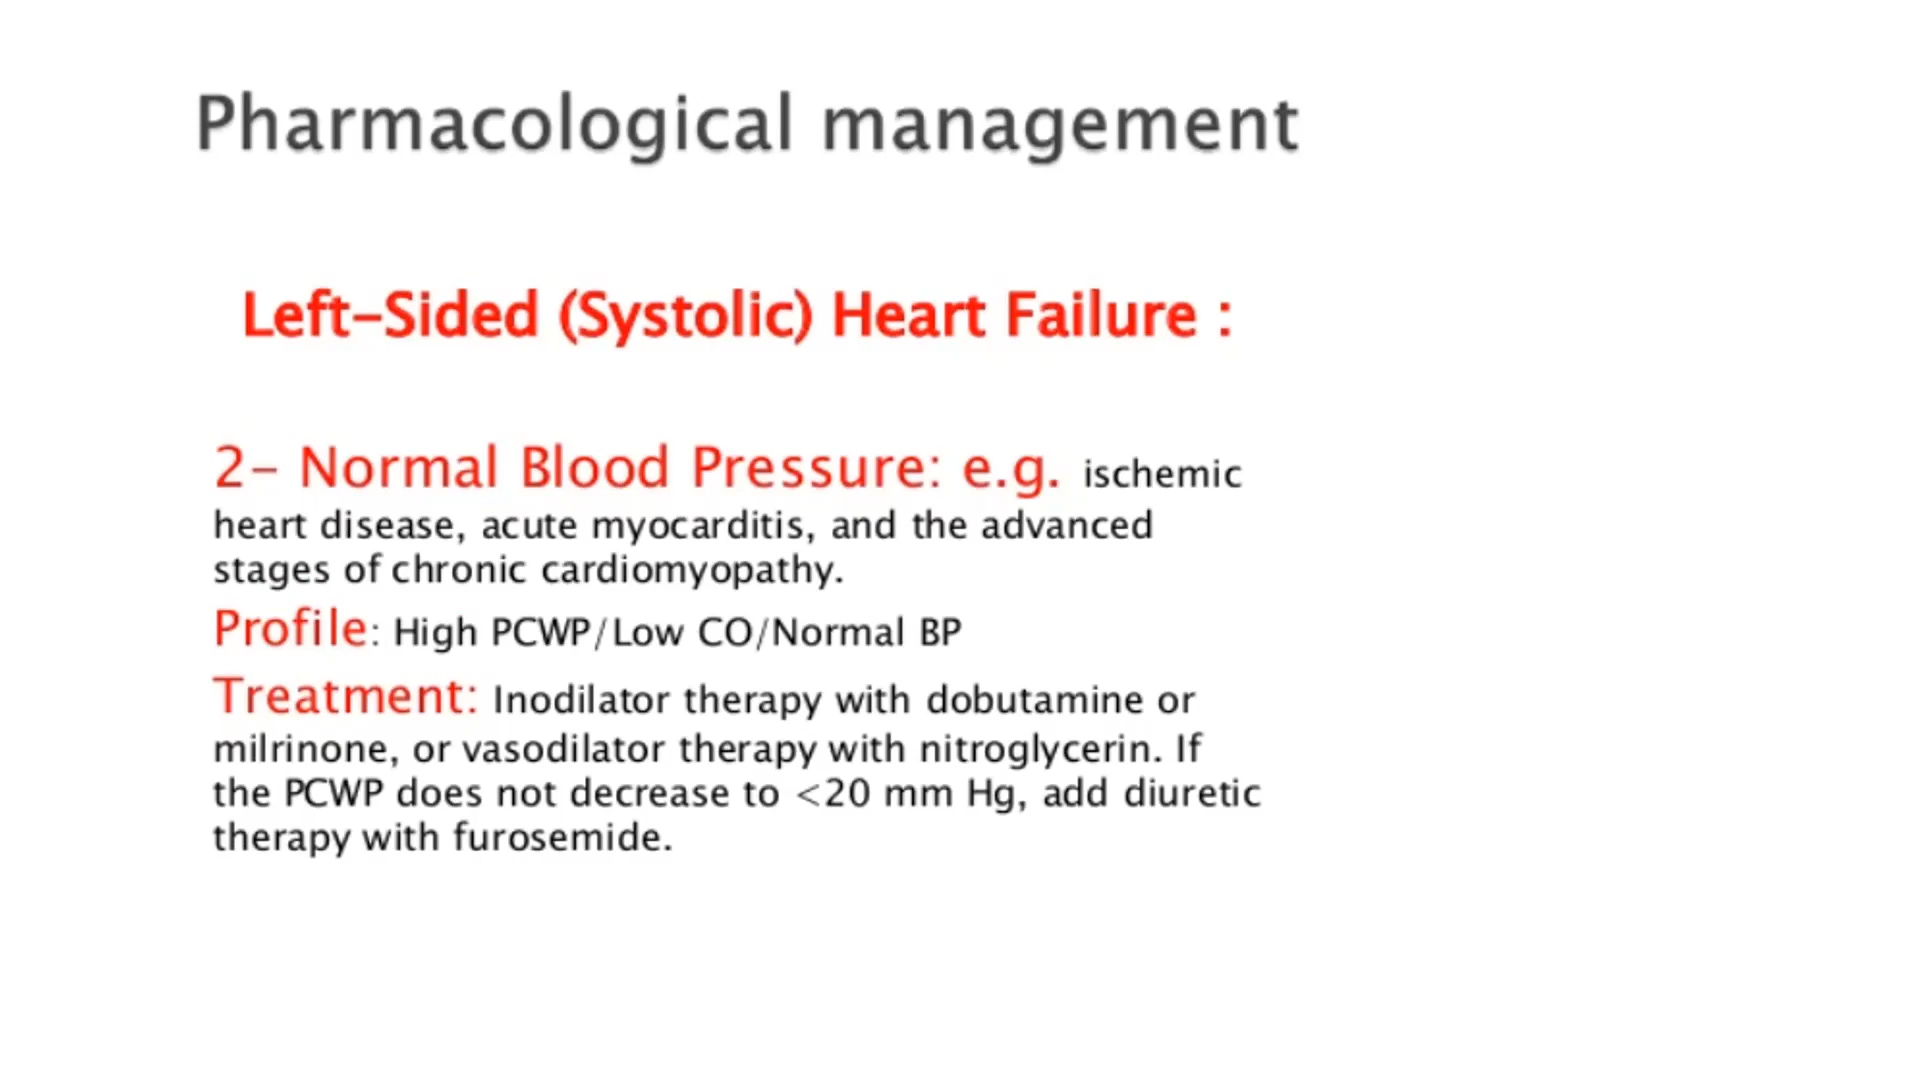 Pharmacological management
Left-Sided (Systolic) Heart Failure :
2- Normal Blood Pressure: e.g. ischemic
heart disease, acute myocarditis, and the advanced
stages of chronic cardiomyopathy.
Profile: High PCWP/Low CO/Normal BP
Treatment: Inodilator therapy with dobutamine or
milrinone, or vasodilator therapy with nitroglycerin. If
the PCWP does not decrease to <20 mm Hg, add diuretic
therapy with furosemide.